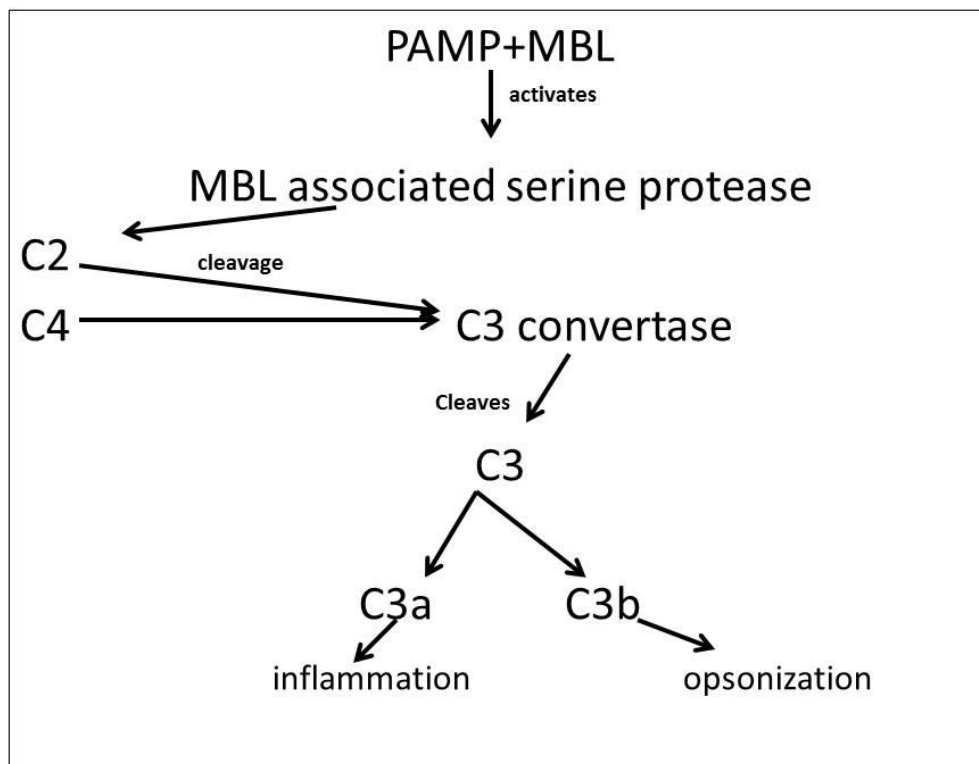 PAMP+MBL
activates
MBL associated serine protease
C2
cleavage
C4
C3 convertase
Cleaves
C3
C3a
C3b
inflammation
opsonization